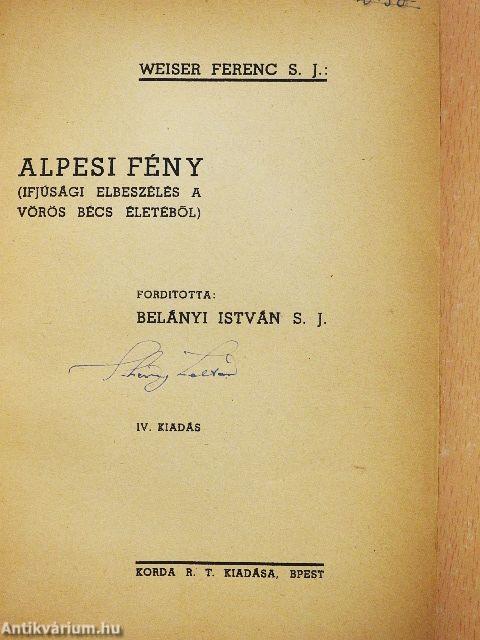 WEISER FERENC S. J.:
ALPESI FÉNY
(IFJÚSÁGI ELBESZÉLÉS A
VÖRÖS BÉCS ÉLETÉBŐL)
FORDITOTTA:
BELÁNYI ISTVÁN S. J.
Zoltán
IV. KIADÁS
KORDA R. T. KIADÁSA, BPEST
Antikvárium.hu